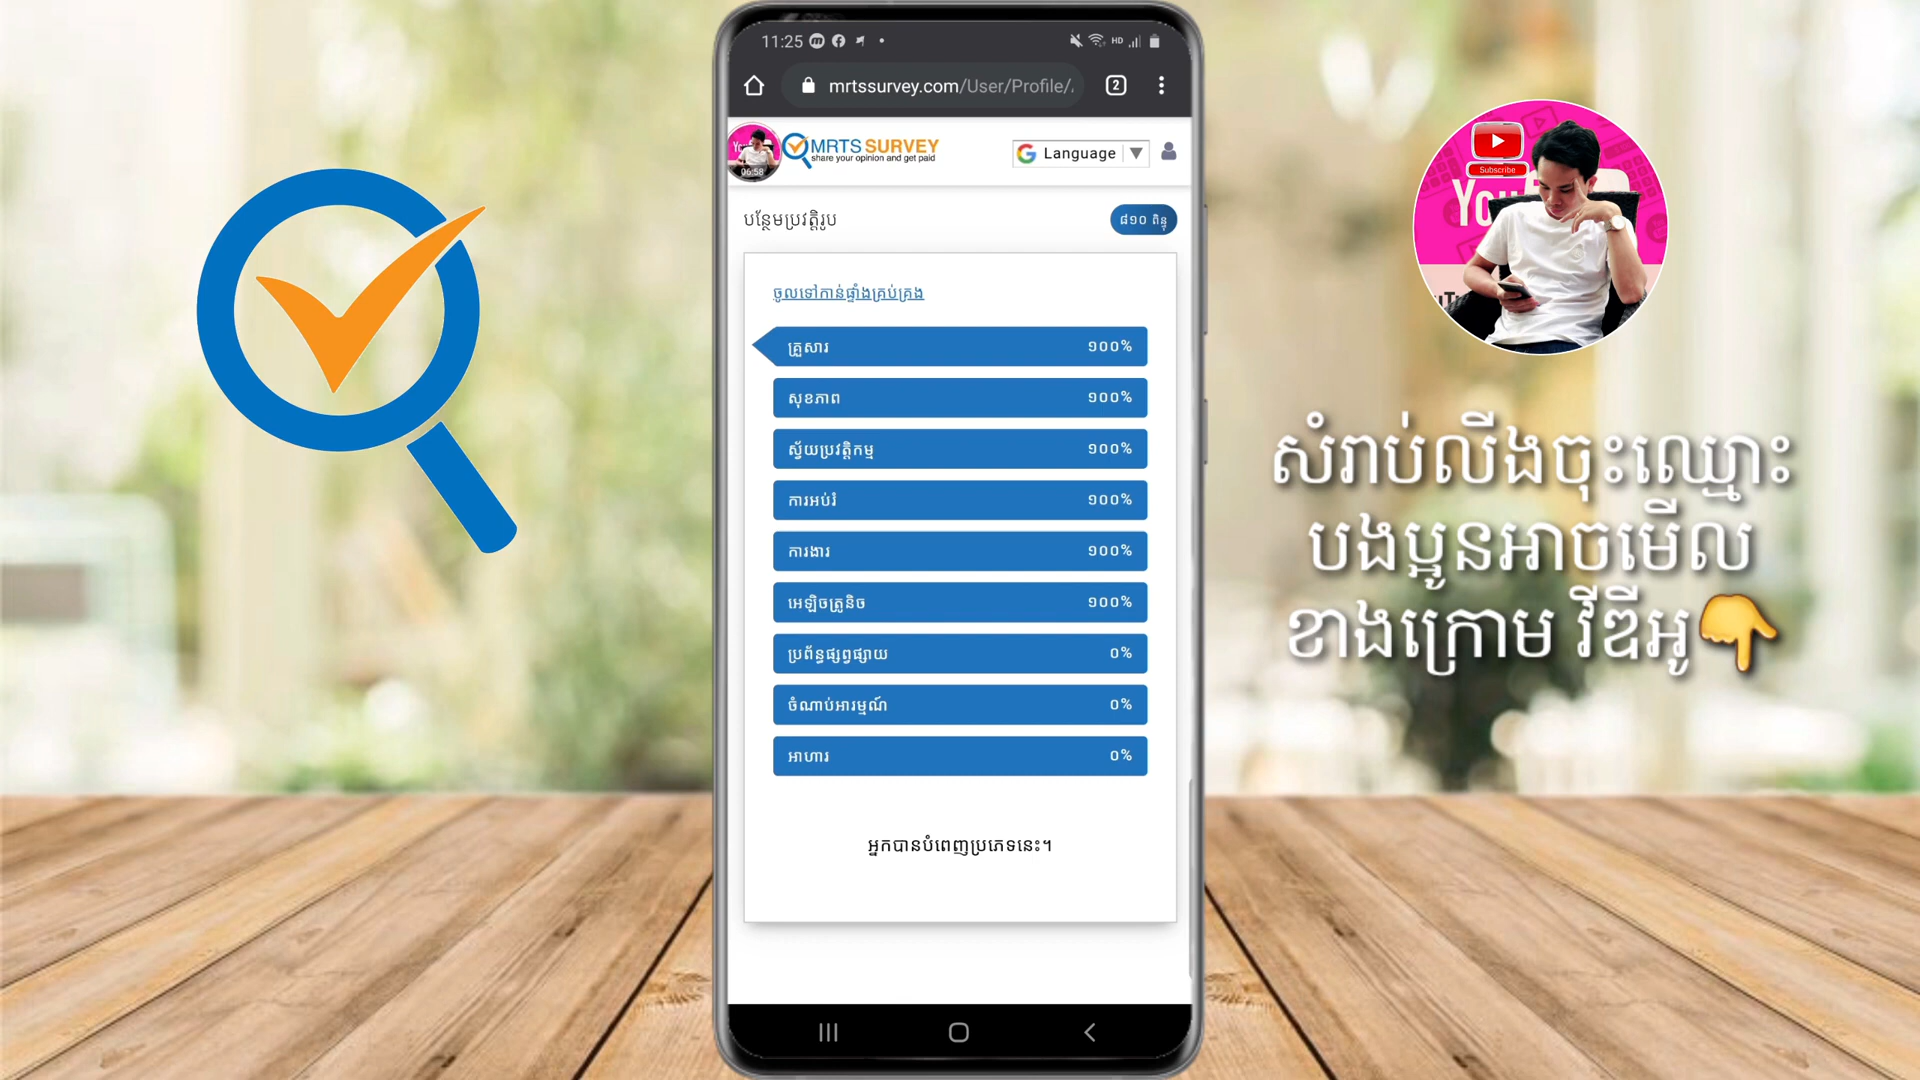 11:25
HD
mrtssurvey.com/User/Profile/
2
06:58
MRTS SURVEY
share your opinion and get paid
Language
បន្ថែមប្រវត្តិរូប
៨១០ ពិន្ទុ
ចូលទៅកាន់ផ្ទាំងគ្រប់គ្រង
គ្រួសារ ១០០%
សុខភាព ១០០%
ស្វ័យប្រវត្តិកម្ម ១០០%
ការអប់រំ ១០០%
ការងារ ១០០%
អេឡិចត្រូនិច ១០០%
ប្រព័ន្ធផ្សព្វផ្សាយ ០%
ចំណាប់អារម្មណ៍ ០%
អាហារ ០%
អ្នកបានបំពេញប្រភេទនេះ។
Subscribe
សំរាប់លីងចុះឈ្មោះ
បងប្អូនអាចមើល
ខាងក្រោម វីឌីអូ👇